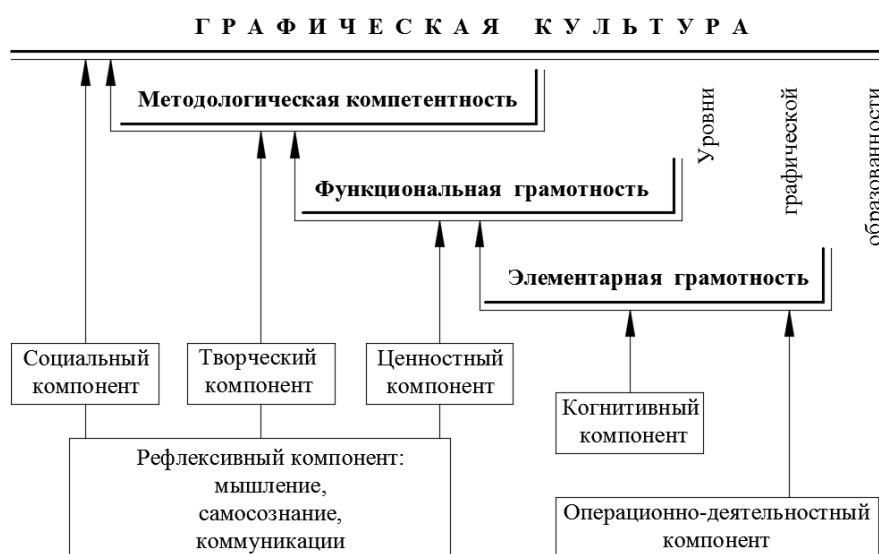 ГРАФИЧЕСКАЯ КУЛЬТУРА
Методологическая компетентность
Функциональная грамотность
Элементарная грамотность
Уровни
графической
образованности
Социальный
компонент
Творческий
компонент
Ценностный
компонент
Когнитивный
компонент
Рефлексивный компонент:
мышление,
самосознание,
коммуникации
Операционно-деятельностный
компонент